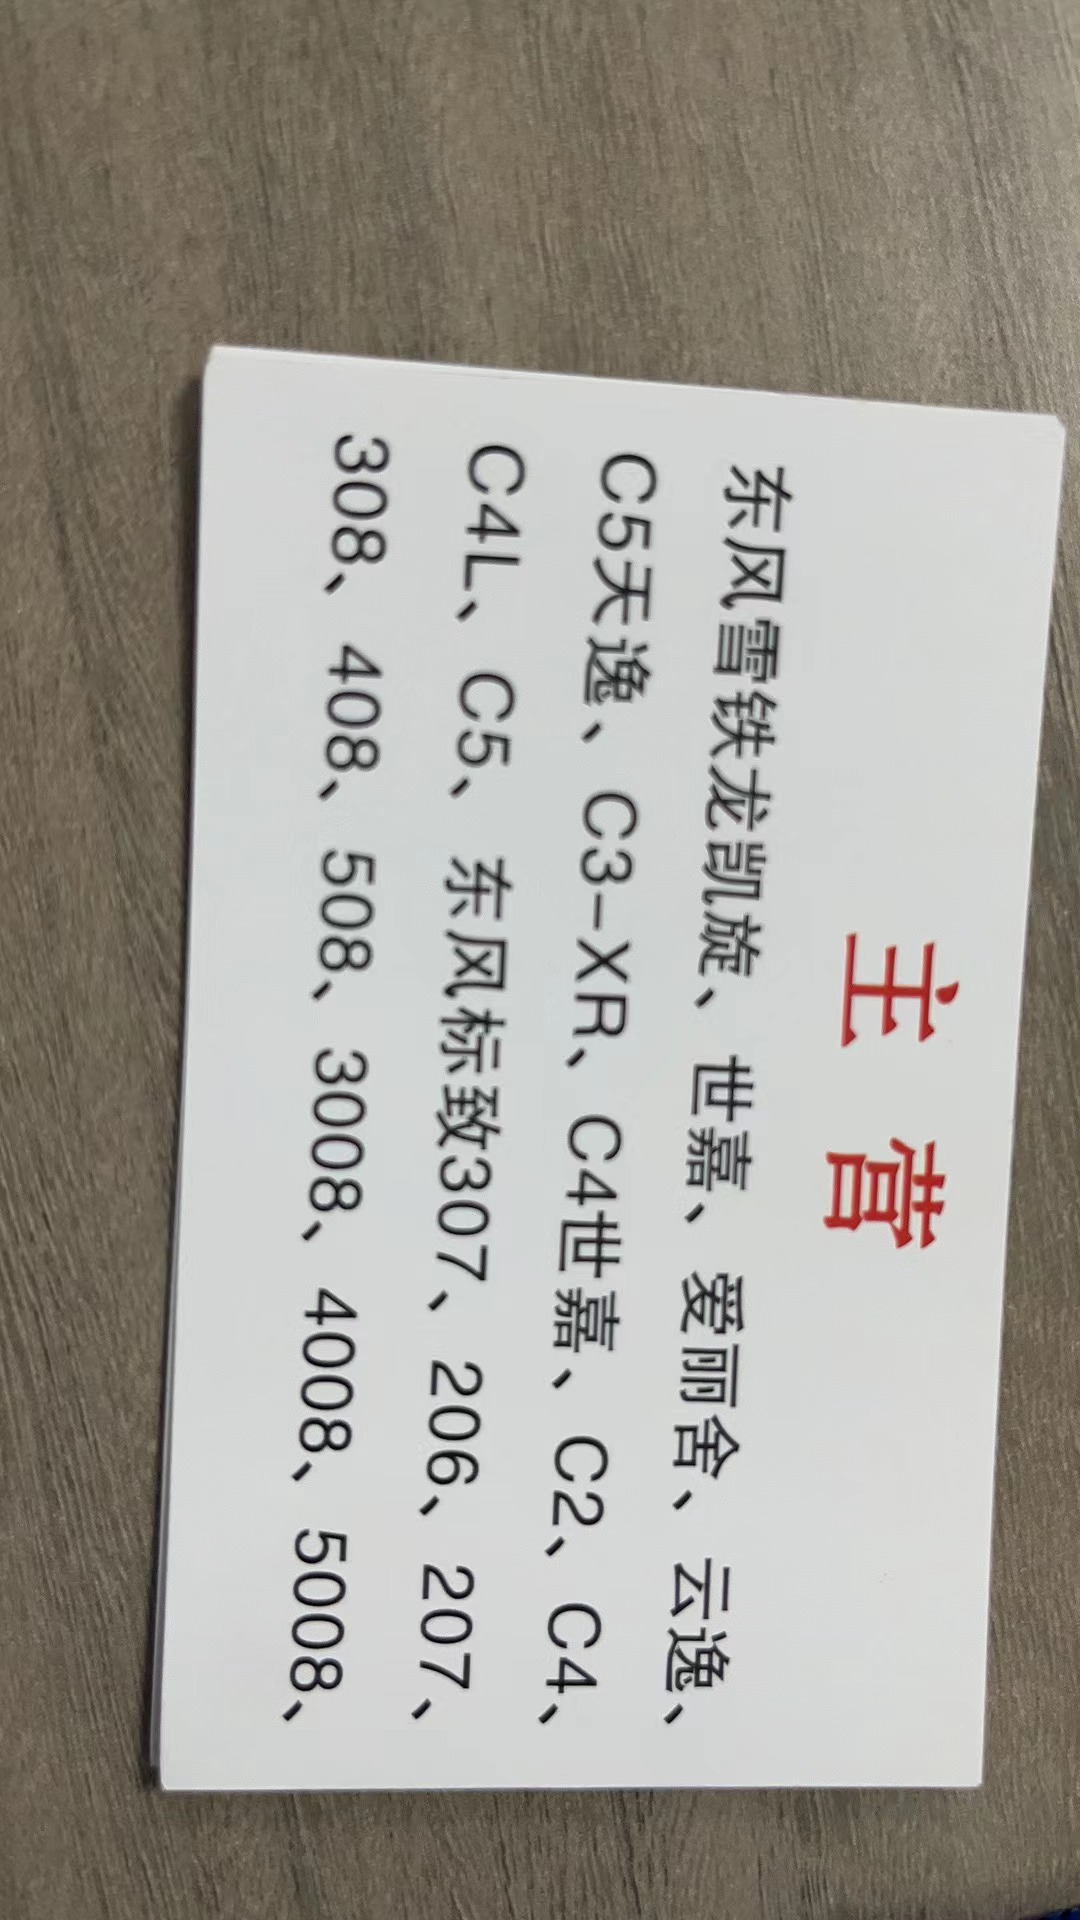 主营
东风雪铁龙凯旋、世嘉、爱丽舍、云逸、
C5天逸、C3-XR、C4世嘉、C2、C4、
C4L、C5、东风标致307、206、207、
308、408、508、3008、4008、5008、